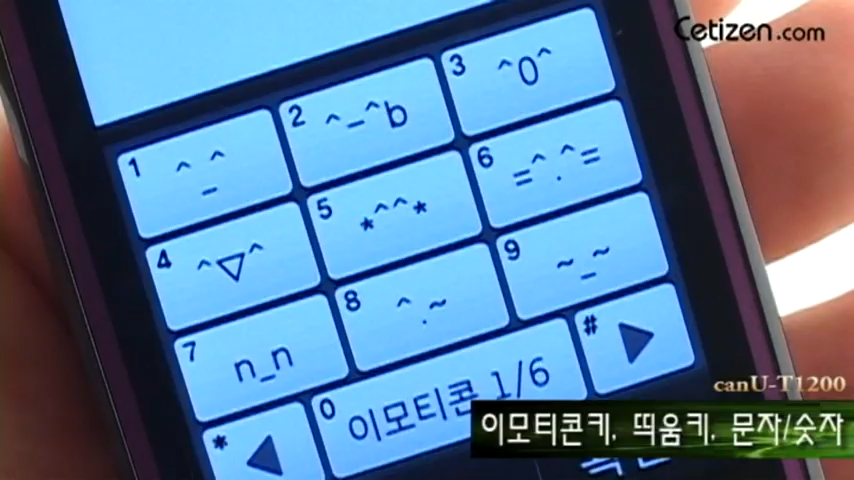 Cetizen.com
1 ^_^
2 ^_^b
3 ^0^
4 ^▽^
5 *^^*
6 =^.^=
7 n_n
8 ^.~
9 ~_~
* ◀
0 이모티콘 1/6
# ▶
canU-T1200
이모티콘키, 띄움키, 문자/숫자